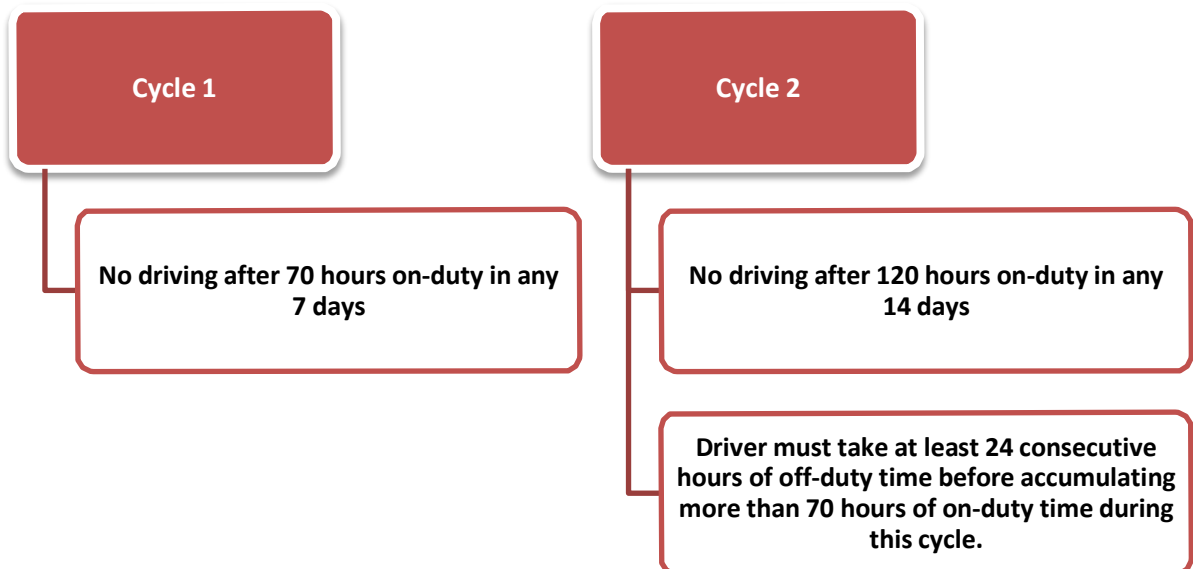 Cycle 1
No driving after 70 hours on-duty in any
7 days
Cycle 2
No driving after 120 hours on-duty in any
14 days
Driver must take at least 24 consecutive
hours of off-duty time before accumulating
more than 70 hours of on-duty time during
this cycle.